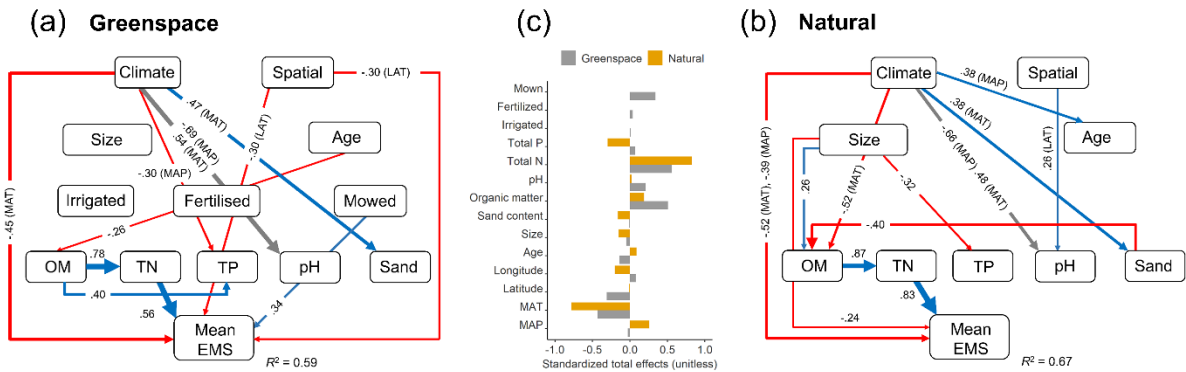 (a) Greenspace
Climate
Spatial
-.30 (LAT)
.47 (MAT)
-.69 (MAP)
.54 (MAT)
-.30 (LAT)
Size
Age
-.30 (MAP)
-.45 (MAT)
Irrigated
Fertilised
Mowed
-.26
OM
.78
TN
TP
pH
Sand
.40
.56
.34
Mean
EMS
R² = 0.59
(c)
Greenspace
Natural
Mown
Fertilized
Irrigated
Total P
Total N
pH
Organic matter
Sand content
Size
Age
Longitude
Latitude
MAT
MAP
-1.0
-0.5
0.0
0.5
1.0
Standardized total effects (unitless)
(b) Natural
Climate
Spatial
.38 (MAP)
.38 (MAT)
Size
Age
-.66 (MAP) .48 (MAT)
.26 (LAT)
-.52 (MAT), -.39 (MAP)
.26
-.52 (MAT)
-.32
-.40
OM
.87
TN
TP
pH
Sand
.83
-.24
Mean
EMS
R² = 0.67